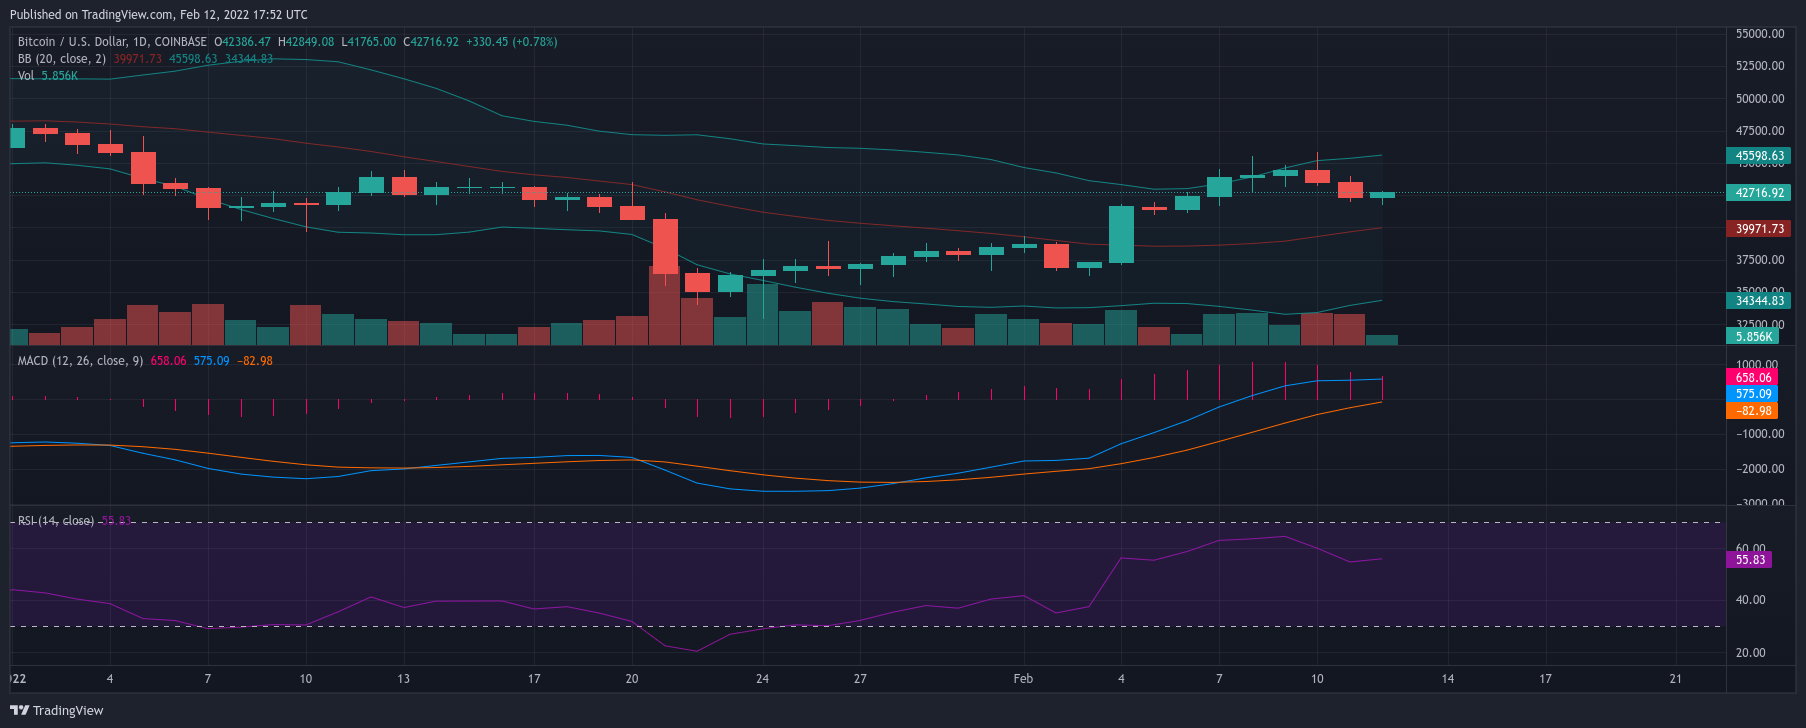 Published on TradingView.com, Feb 12, 2022 17:52 UTC
Bitcoin / U.S. Dollar, 1D, COINBASE O42386.47 H42849.08 L41765.00 C42716.92 +330.45 (+0.78%)
BB (20, close, 2) 39971.73 45598.63 34344.83
Vol 5.856K
55000.00
52500.00
50000.00
47500.00
45598.63
45000.00
42716.92
39971.73
37500.00
35000.00
34344.83
32500.00
5.856K
MACD (12, 26, close, 9) 658.06 575.09 −82.98
1000.00
658.06
575.09
−82.98
−1000.00
−2000.00
−3000.00
RSI (14, close) 55.83
60.00
55.83
40.00
20.00
22 4 7 10 13 17 20 24 27 Feb 4 7 10 14 17 21
TradingView